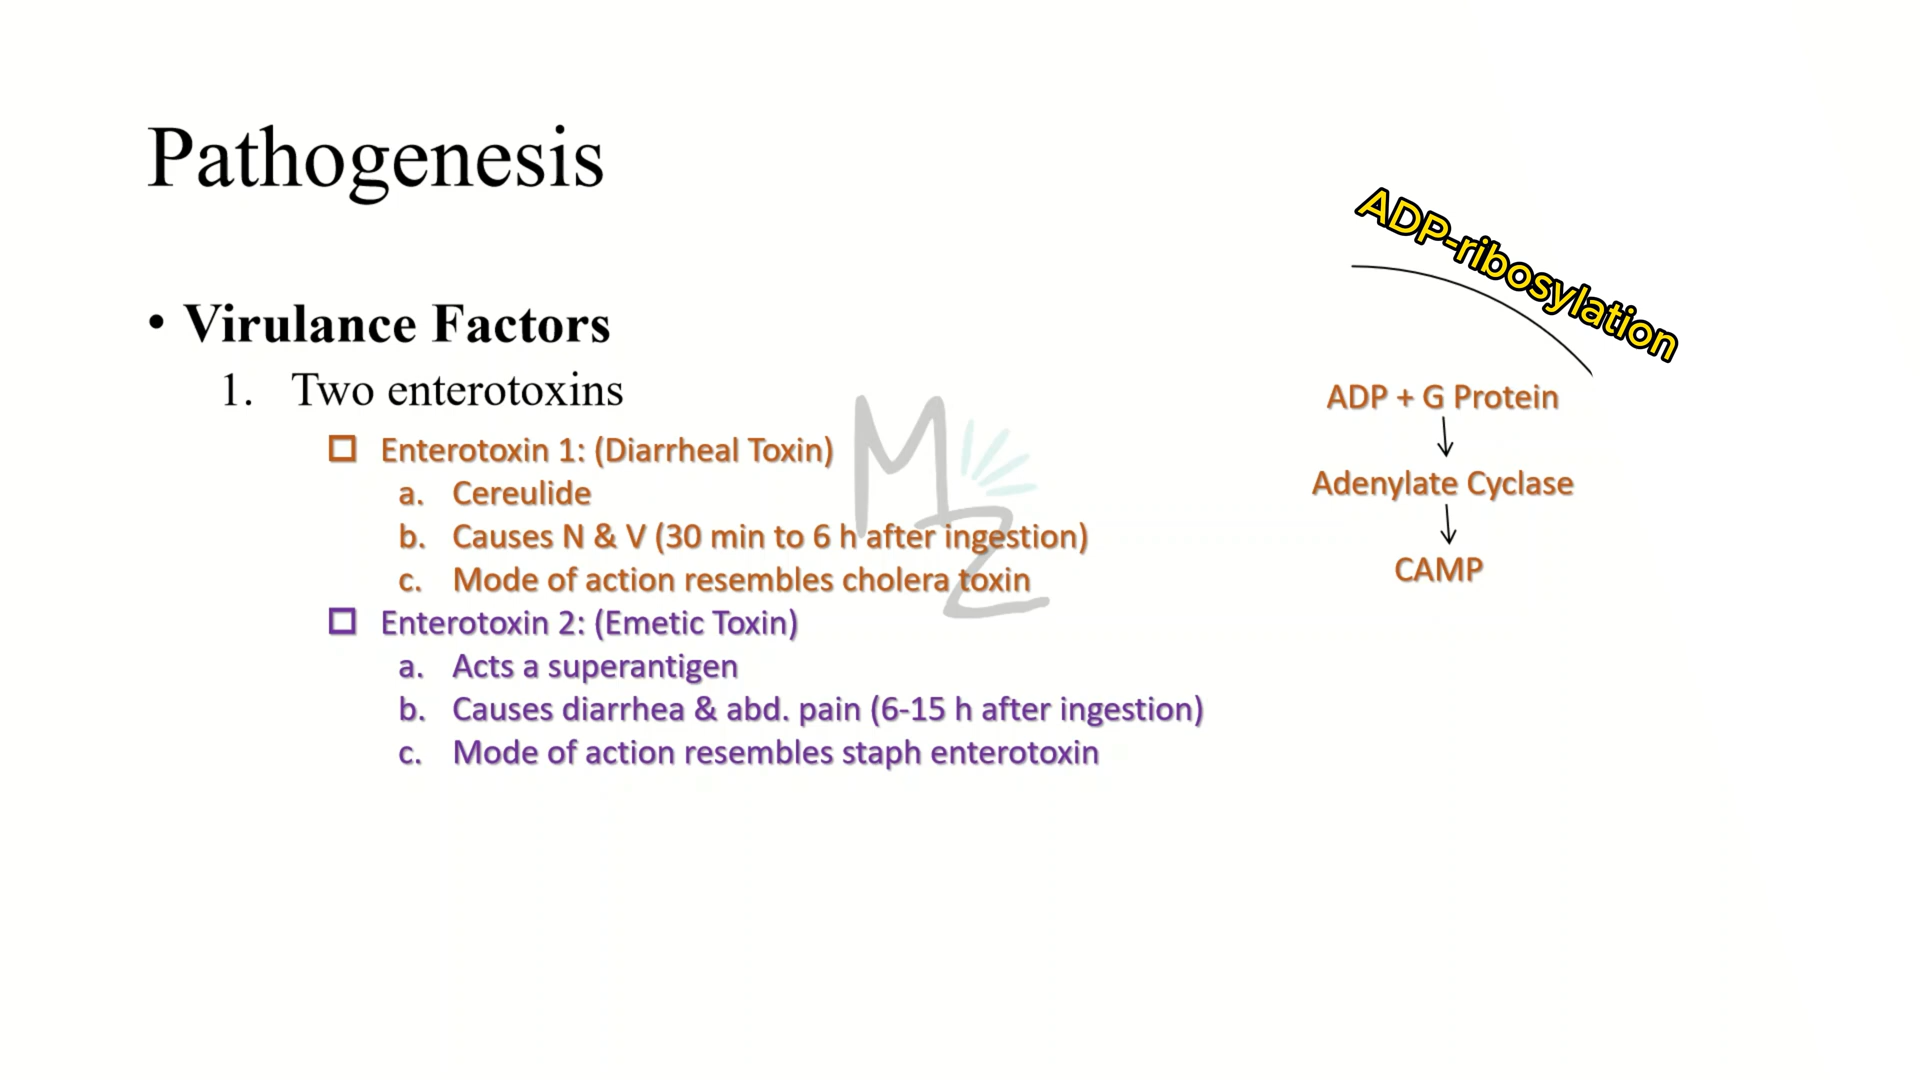 Pathogenesis
• Virulance Factors
1. Two enterotoxins
Enterotoxin 1: (Diarrheal Toxin)
a. Cereulide
b. Causes N & V (30 min to 6 h after ingestion)
c. Mode of action resembles cholera toxin
Enterotoxin 2: (Emetic Toxin)
a. Acts a superantigen
b. Causes diarrhea & abd. pain (6-15 h after ingestion)
c. Mode of action resembles staph enterotoxin
ADP-ribosylation
ADP + G Protein
Adenylate Cyclase
CAMP
MZ